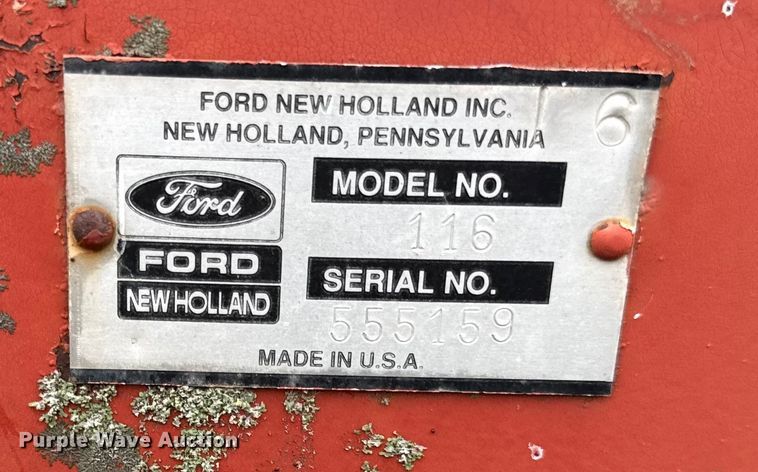 FORD NEW HOLLAND INC.
NEW HOLLAND, PENNSYLVANIA
16
Ford
FORD
NEW HOLLAND
MODEL NO.
116
SERIAL NO.
555159
MADE IN U.S.A.
Purple Wave Auction